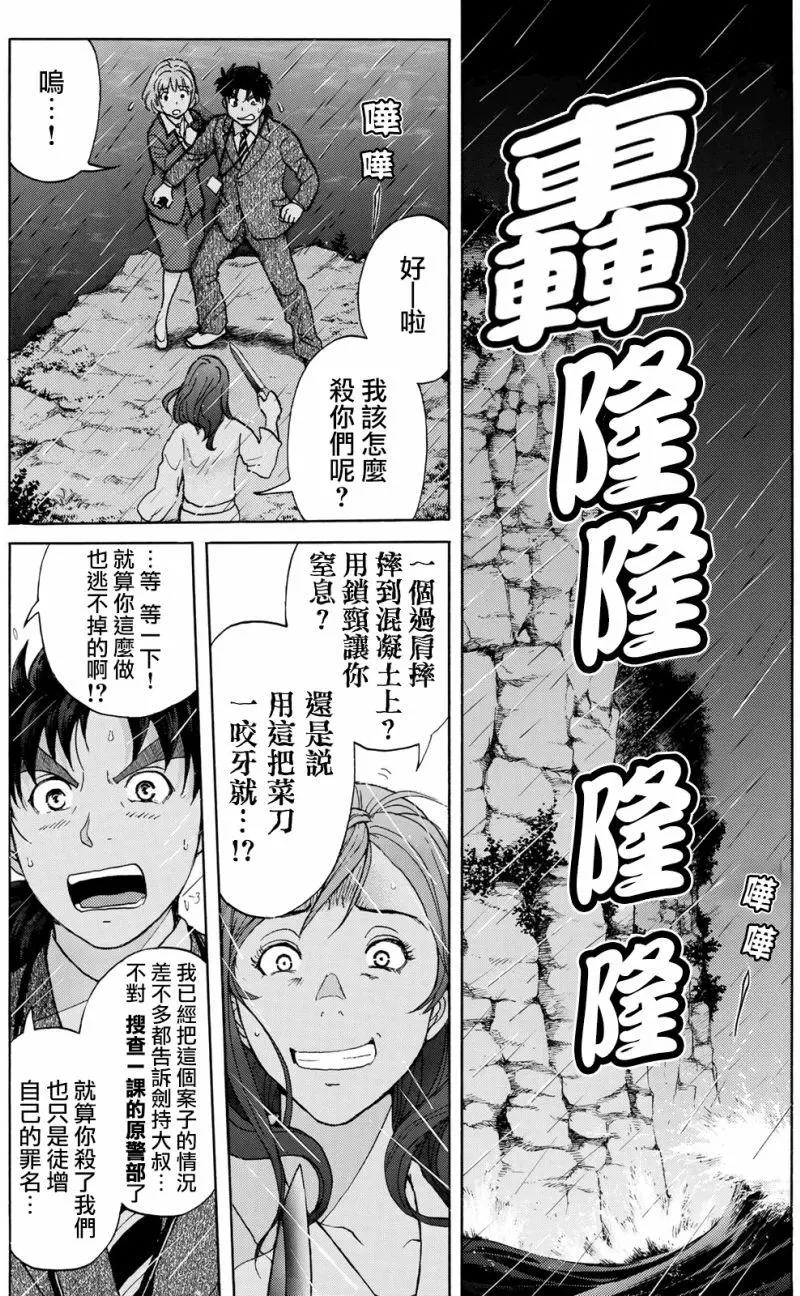 轟隆隆 隆隆
嘩嘩
嘩嘩
好—啦
我該怎麼
殺你們呢？
嗚…！
一個過肩摔
摔到混凝土上？
用鎖頸讓你
窒息？
還是說
用這把菜刀
一咬牙就…!?
…等 等一下！
就算你這麼做
也逃不掉的啊!?
我已經把這個案子的情況
差不多都告訴劍持大叔…
不對 搜查一課的原警部了
就算你殺了我們
也只是徒增
自己的罪名…